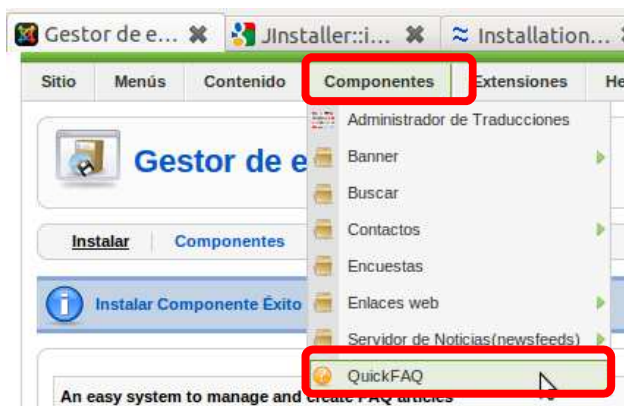 Gestor de e... JInstaller::i... Installation...
Sitio Menús Contenido Componentes Extensiones He
Administrador de Traducciones
Gestor de e
Banner
Buscar
Instalar Componentes
Contactos
Encuestas
Instalar Componente Éxito
Enlaces web
Servidor de Noticias(newsfeeds)
QuickFAQ
An easy system to manage and create FAQ articles